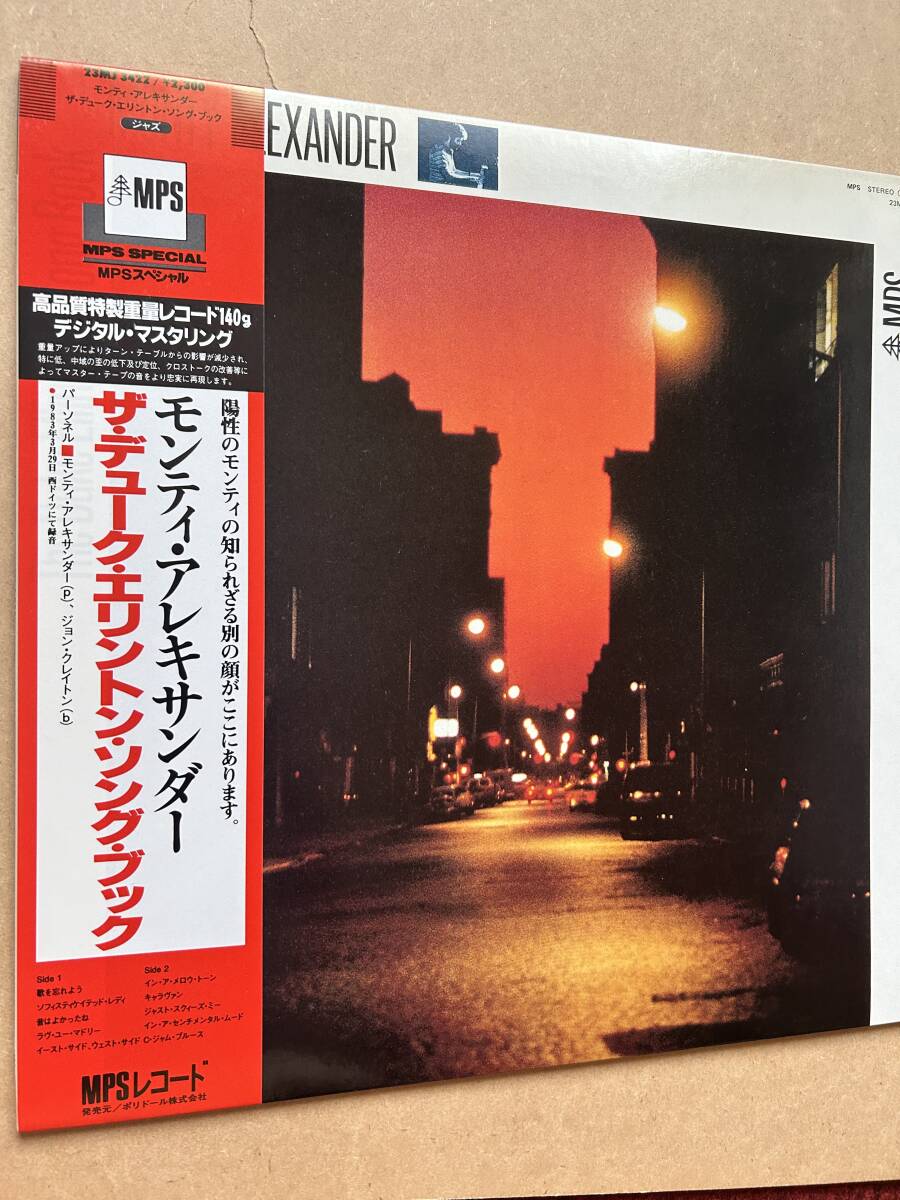 23MJ 3422 / ¥2,300
モンティ・アレキサンダー
ザ・デューク・エリントン・ソング・ブック
ジャズ
MPS
MPS SPECIAL
MPSスペシャル
高品質特製重量レコード140g
デジタル・マスタリング
重量アップによりターン・テーブルからの影響が減少され、
特に低、中域の歪の低下及び定位、クロストークの改善等に
よってマスター・テープの音をより忠実に再現します。
陽性のモンティの知られざる別の顔がここにあります。
モンティ・アレキサンダー
ザ・デューク・エリントン・ソング・ブック
パーソネル■モンティ・アレキサンダー(p)、ジョン・クレイトン(b)
●1983年3月29日 西ドイツにて録音
Side 1
歌を忘れよう
ソフィスティケイテッド・レディ
昔はよかったね
ラヴ・ユー・マドリー
イースト・サイド、ウェスト・サイド
Side 2
イン・ア・メロウ・トーン
キャラヴァン
ジャスト・スクィーズ・ミー
イン・ア・センチメンタル・ムード
C・ジャム・ブルース
MPSレコード
発売元/ポリドール株式会社
EXANDER
MPS STEREO
23M
MPS